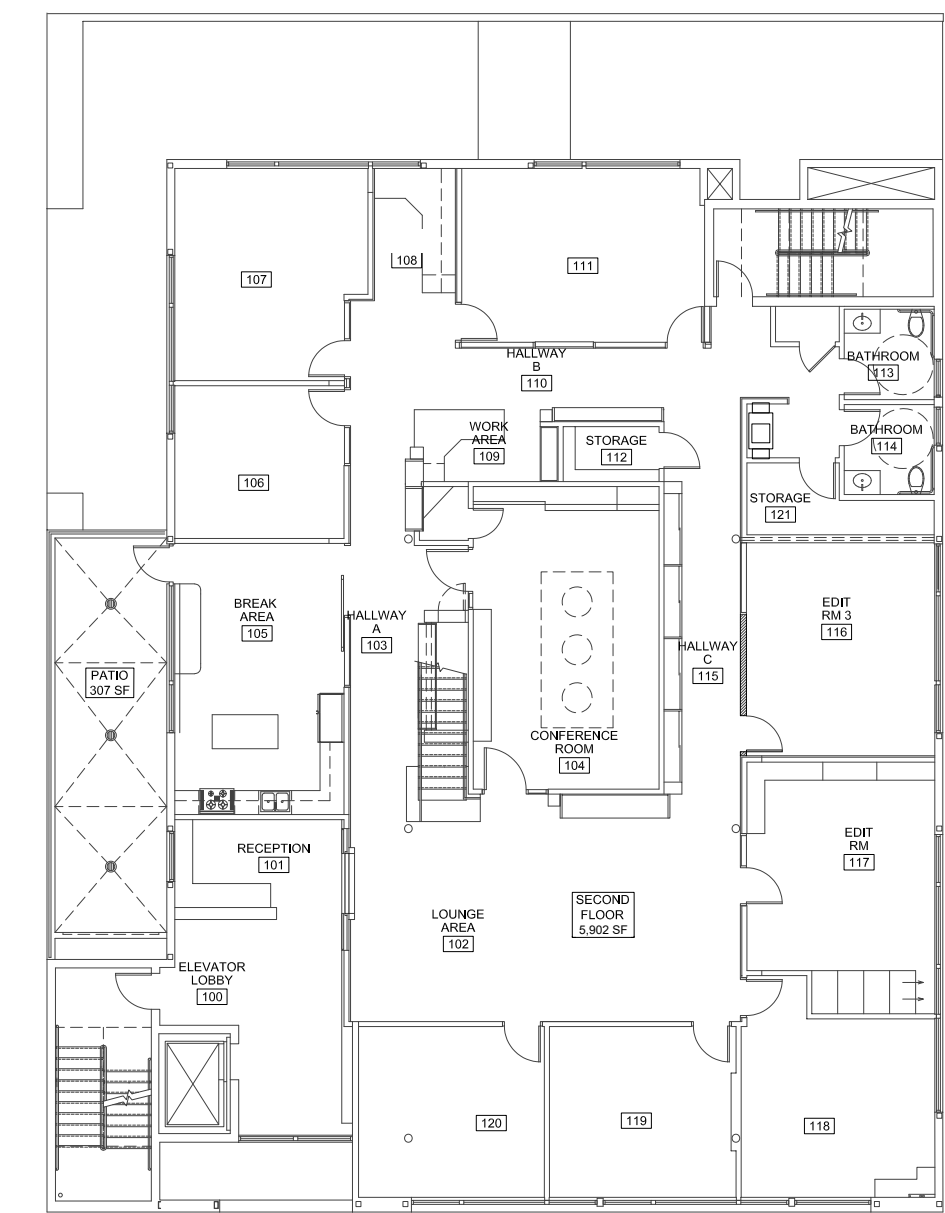 107
108
111
HALLWAY
B
110
BATHROOM
113
WORK
AREA
109
STORAGE
112
BATHROOM
114
106
STORAGE
121
BREAK
AREA
105
HALLWAY
A
103
EDIT
RM 3
116
PATIO
307 SF
HALLWAY
C
115
CONFERENCE
ROOM
104
RECEPTION
101
EDIT
RM
117
LOUNGE
AREA
102
SECOND
FLOOR
5,902 SF
ELEVATOR
LOBBY
100
120
119
118